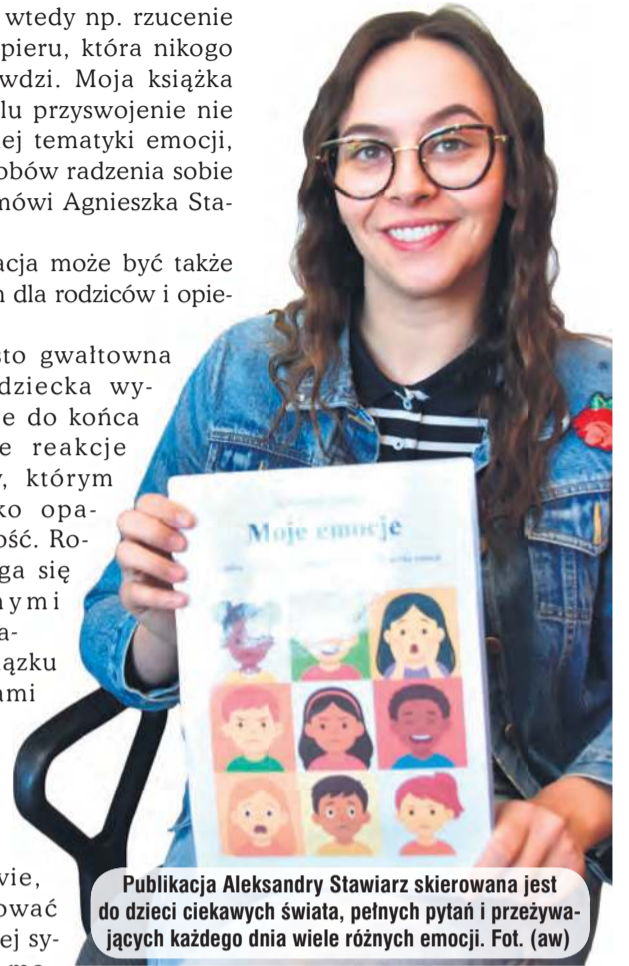 wtedy np. rzucenie
pieru, która nikogo
wdzi. Moja książka
lu przyswojenie nie
ej tematyki emocji,
obów radzenia sobie
mówi Agnieszka Sta-
acja może być także
n dla rodziców i opie-
sto gwałtowna
dziecka wy-
e do końca
e reakcje
, którym
ko opa-
ość. Ro-
ga się
nymi
a-
iązku
ami
Moje emocje
wie,
ować
ej sy-
Publikacja Aleksandry Stawiarz skierowana jest
do dzieci ciekawych świata, pełnych pytań i przeżywa-
jących każdego dnia wiele różnych emocji. Fot. (aw)